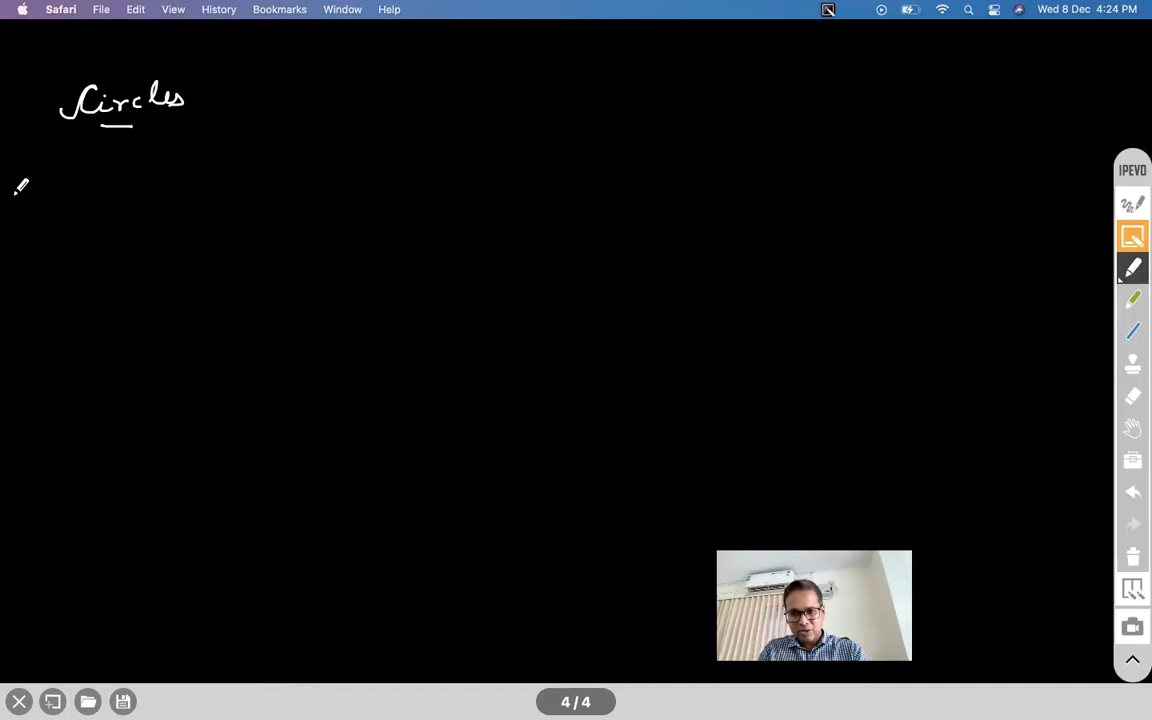 Safari File Edit View History Bookmarks Window Help Wed 8 Dec 4:24 PM
Circles
IPEVO
4/4